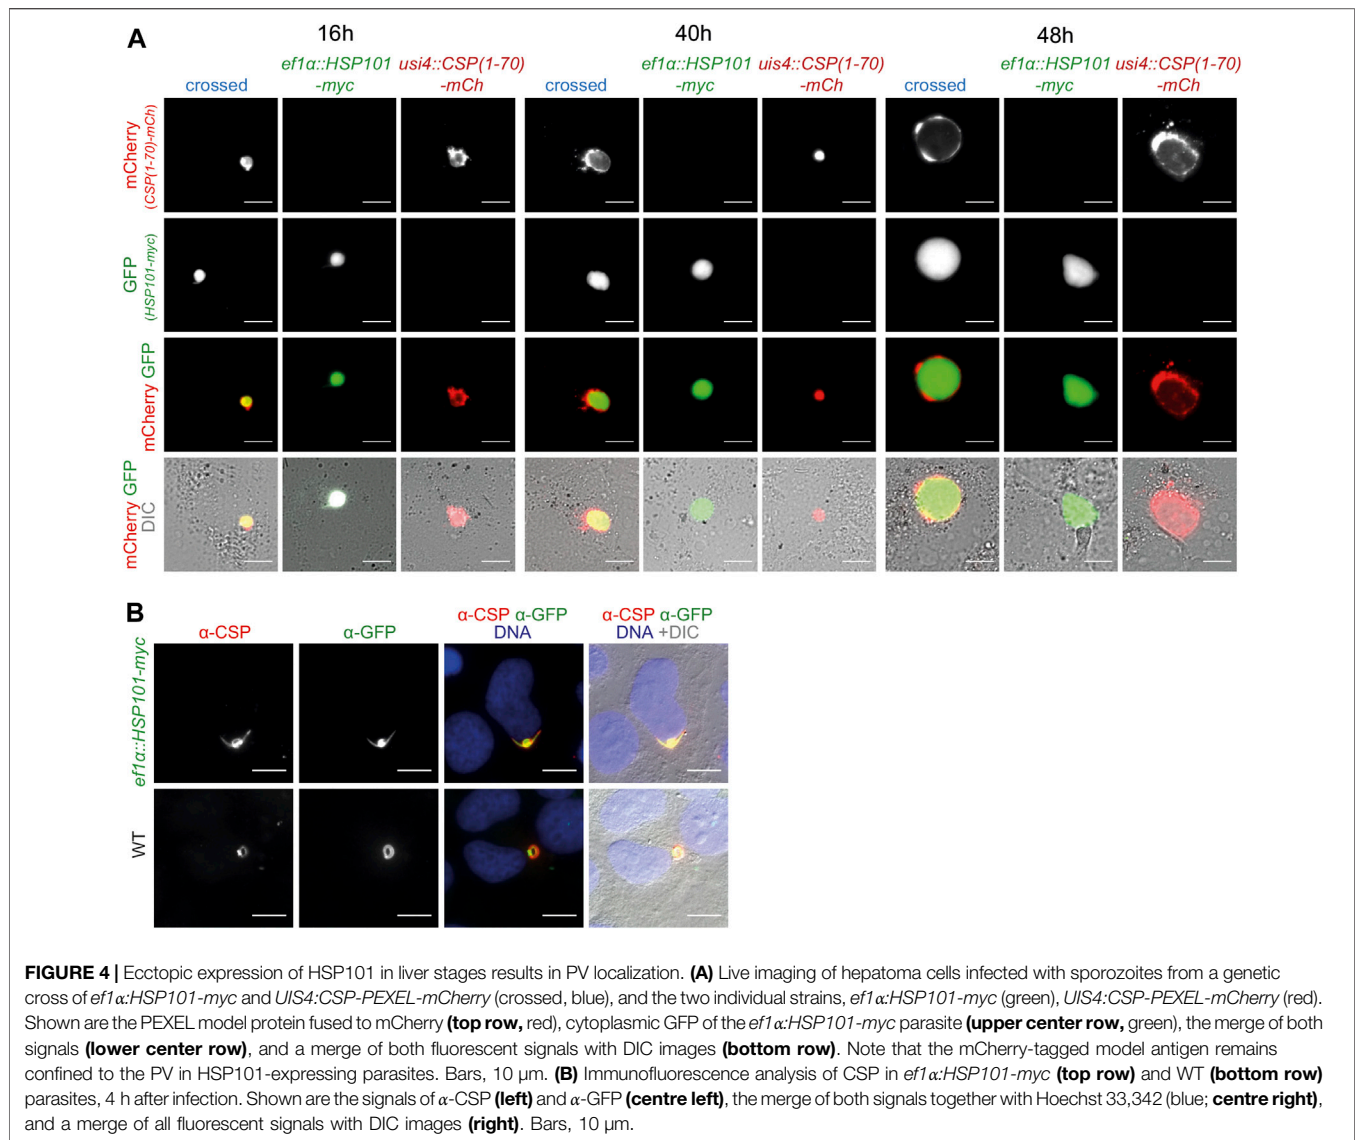 A
16h
40h
48h
crossed
ef1α::HSP101
-myc
usi4::CSP(1-70)
-mCh
crossed
ef1α::HSP101
-myc
uis4::CSP(1-70)
-mCh
crossed
ef1α::HSP101
-myc
usi4::CSP(1-70)
-mCh
mCherry
(CSP(1-70)-mCh)
GFP
(HSP101-myc)
mCherry GFP
mCherry GFP
DIC
B
α-CSP
α-GFP
α-CSP α-GFP
DNA
α-CSP α-GFP
DNA +DIC
ef1α::HSP101-myc
WT
FIGURE 4 | Ecctopic expression of HSP101 in liver stages results in PV localization. (A) Live imaging of hepatoma cells infected with sporozoites from a genetic
cross of ef1α:HSP101-myc and UIS4:CSP-PEXEL-mCherry (crossed, blue), and the two individual strains, ef1α:HSP101-myc (green), UIS4:CSP-PEXEL-mCherry (red).
Shown are the PEXEL model protein fused to mCherry (top row, red), cytoplasmic GFP of the ef1α:HSP101-myc parasite (upper center row, green), the merge of both
signals (lower center row), and a merge of both fluorescent signals with DIC images (bottom row). Note that the mCherry-tagged model antigen remains
confined to the PV in HSP101-expressing parasites. Bars, 10 μm. (B) Immunofluorescence analysis of CSP in ef1α:HSP101-myc (top row) and WT (bottom row)
parasites, 4 h after infection. Shown are the signals of α-CSP (left) and α-GFP (centre left), the merge of both signals together with Hoechst 33,342 (blue; centre right),
and a merge of all fluorescent signals with DIC images (right). Bars, 10 μm.